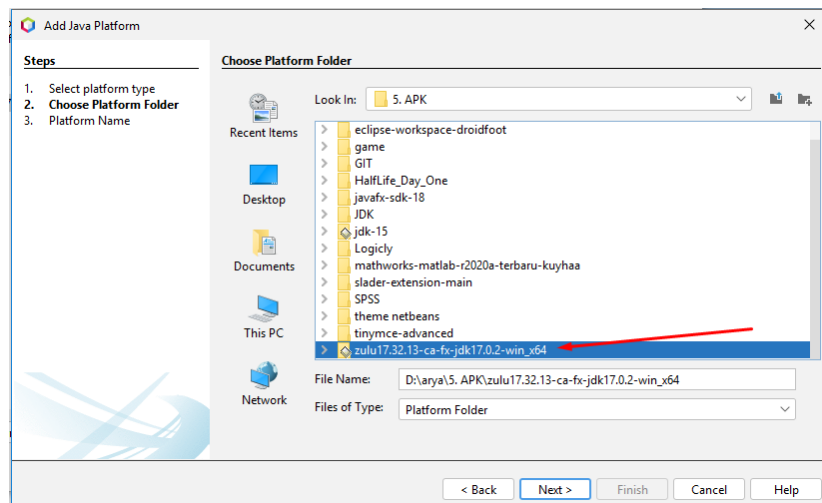 Add Java Platform
Steps
1. Select platform type
2. Choose Platform Folder
3. Platform Name
Choose Platform Folder
Look In: 5. APK
Recent Items
Desktop
Documents
This PC
Network
eclipse-workspace-droidfoot
game
GIT
HalfLife_Day_One
javafx-sdk-18
JDK
jdk-15
Logicly
mathworks-matlab-r2020a-terbaru-kuyhaa
slader-extension-main
SPSS
theme netbeans
tinymce-advanced
zulu17.32.13-ca-fx-jdk17.0.2-win_x64
File Name: D:\arya\5. APK\zulu17.32.13-ca-fx-jdk17.0.2-win_x64
Files of Type: Platform Folder
< Back Next > Finish Cancel Help